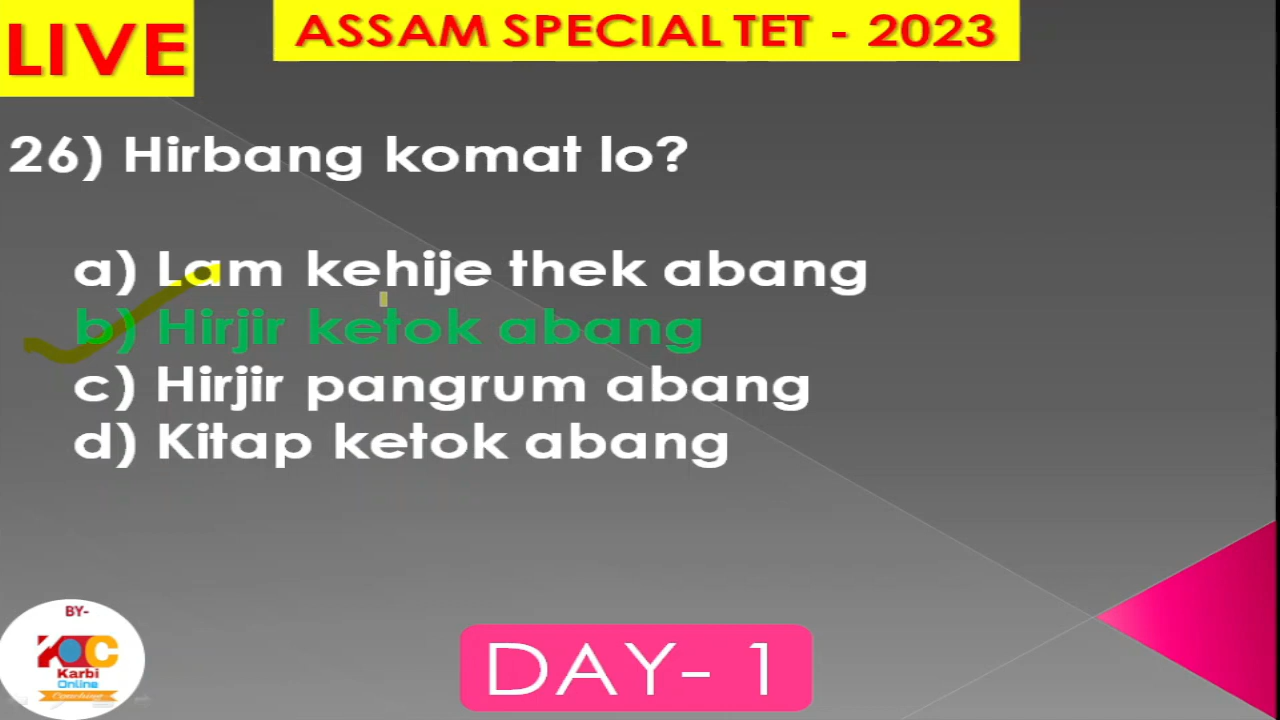 LIVE
ASSAM SPECIAL TET - 2023
26) Hirbang komat lo?
a) Lam kehije thek abang
b) Hirjir ketok abang
c) Hirjir pangrum abang
d) Kitap ketok abang
BY-
KOC
Karbi
Online
Coaching
DAY- 1